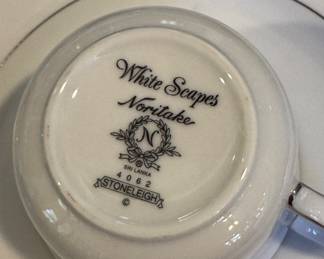 White Scapes
Noritake
N
SRI LANKA
4062
STONELEIGH
©